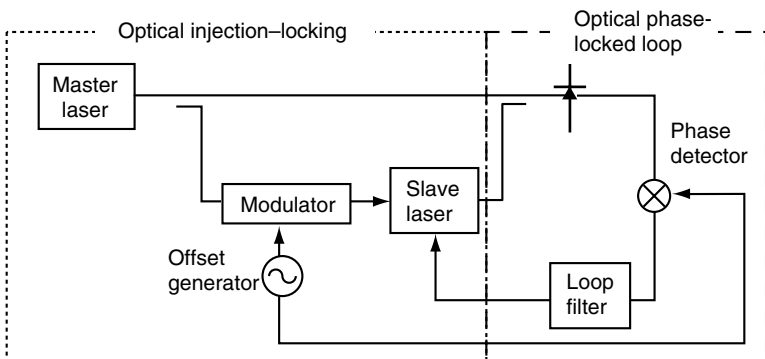 Optical injection–locking
Optical phase-
locked loop
Master
laser
Phase
detector
Modulator
Slave
laser
Offset
generator
Loop
filter